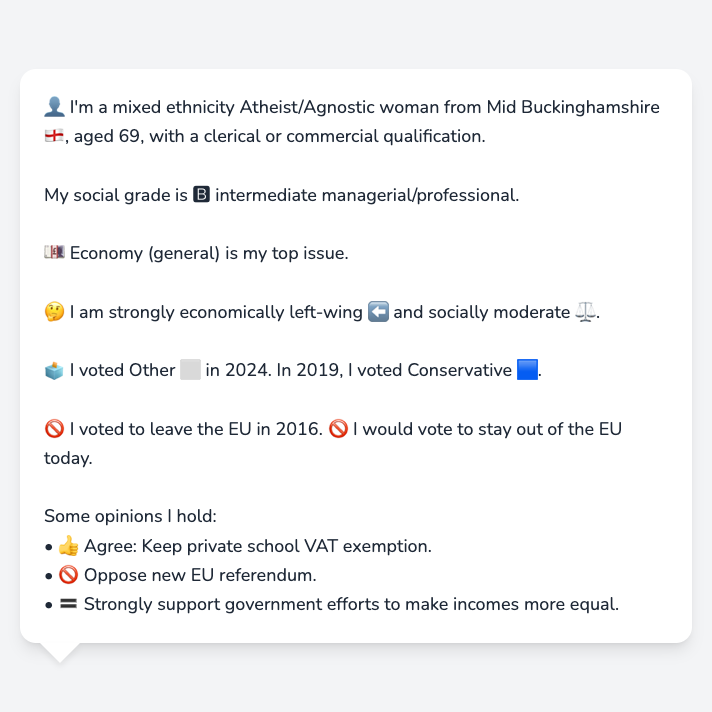 👤 I'm a mixed ethnicity Atheist/Agnostic woman from Mid Buckinghamshire
🏴󠁧󠁢󠁥󠁮󠁧󠁿, aged 69, with a clerical or commercial qualification.
My social grade is 🅱 intermediate managerial/professional.
💷 Economy (general) is my top issue.
🤔 I am strongly economically left-wing ⬅️ and socially moderate ⚖️.
🗳️ I voted Other ⬜ in 2024. In 2019, I voted Conservative 🟦.
🚫 I voted to leave the EU in 2016. 🚫 I would vote to stay out of the EU
today.
Some opinions I hold:
• 👍 Agree: Keep private school VAT exemption.
• 🚫 Oppose new EU referendum.
• 🟰 Strongly support government efforts to make incomes more equal.